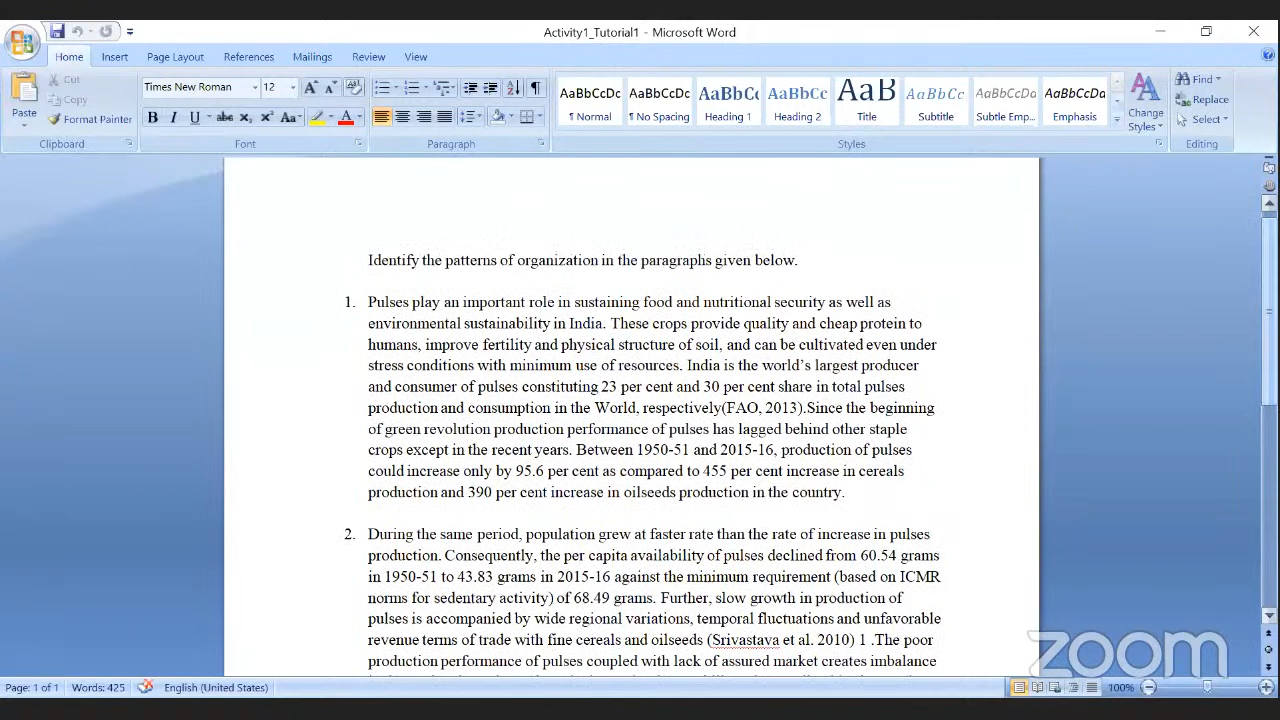 Activity1_Tutorial1 - Microsoft Word
Home Insert Page Layout References Mailings Review View
Paste
Cut
Copy
Format Painter
Clipboard
Times New Roman 12
Font
Paragraph
AaBbCcDc AaBbCcDc AaBbCc AaBbCc AaB AaBbCc AaBbCcDa AaBbCcDa
¶ Normal ¶ No Spacing Heading 1 Heading 2 Title Subtitle Subtle Emp... Emphasis
Change Styles
Styles
Find
Replace
Select
Editing
Identify the patterns of organization in the paragraphs given below.
1. Pulses play an important role in sustaining food and nutritional security as well as
environmental sustainability in India. These crops provide quality and cheap protein to
humans, improve fertility and physical structure of soil, and can be cultivated even under
stress conditions with minimum use of resources. India is the world's largest producer
and consumer of pulses constituting 23 per cent and 30 per cent share in total pulses
production and consumption in the World, respectively(FAO, 2013).Since the beginning
of green revolution production performance of pulses has lagged behind other staple
crops except in the recent years. Between 1950-51 and 2015-16, production of pulses
could increase only by 95.6 per cent as compared to 455 per cent increase in cereals
production and 390 per cent increase in oilseeds production in the country.
2. During the same period, population grew at faster rate than the rate of increase in pulses
production. Consequently, the per capita availability of pulses declined from 60.54 grams
in 1950-51 to 43.83 grams in 2015-16 against the minimum requirement (based on ICMR
norms for sedentary activity) of 68.49 grams. Further, slow growth in production of
pulses is accompanied by wide regional variations, temporal fluctuations and unfavorable
revenue terms of trade with fine cereals and oilseeds (Srivastava et al. 2010) 1 .The poor
production performance of pulses coupled with lack of assured market creates imbalance
zoom
Page: 1 of 1 Words: 425 English (United States) 100%